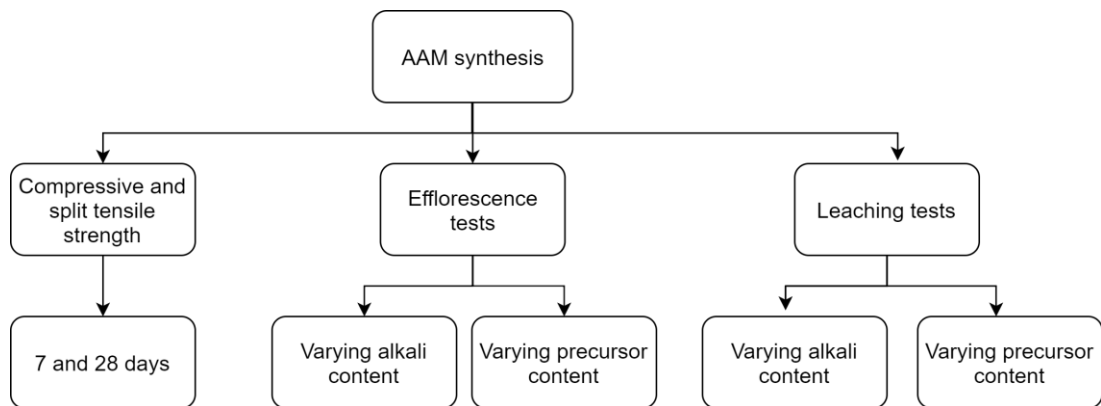 AAM synthesis
Compressive and
split tensile
strength
Efflorescence
tests
Leaching tests
7 and 28 days
Varying alkali
content
Varying precursor
content
Varying alkali
content
Varying precursor
content